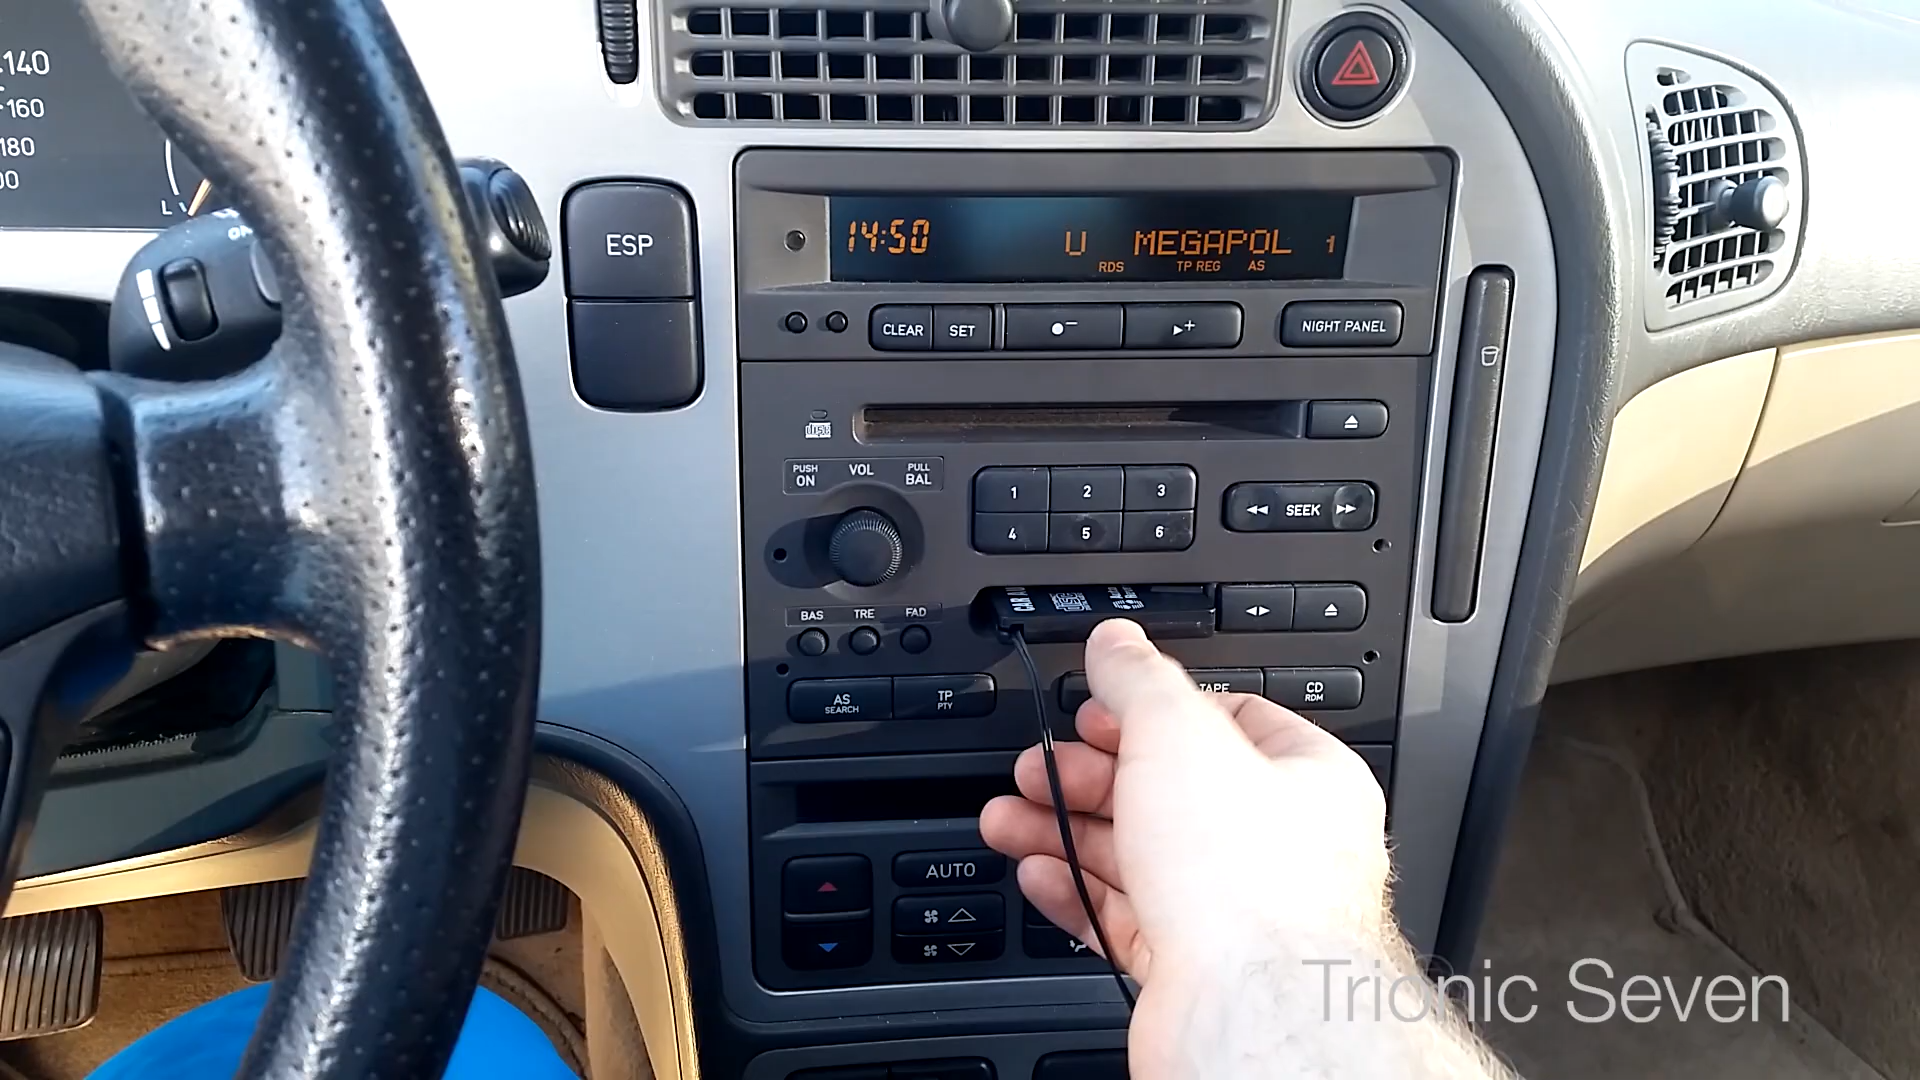 140
160
180
L
ON
ESP
14:50 U MEGAPOL 1
RDS TP REG AS
CLEAR SET - + NIGHT PANEL
PUSH ON VOL PULL BAL
1 2 3
SEEK
4 5 6
CAR
BAS TRE FAD
AS SEARCH
TP PTY
TAPE
CD RDM
AUTO
Trionic Seven